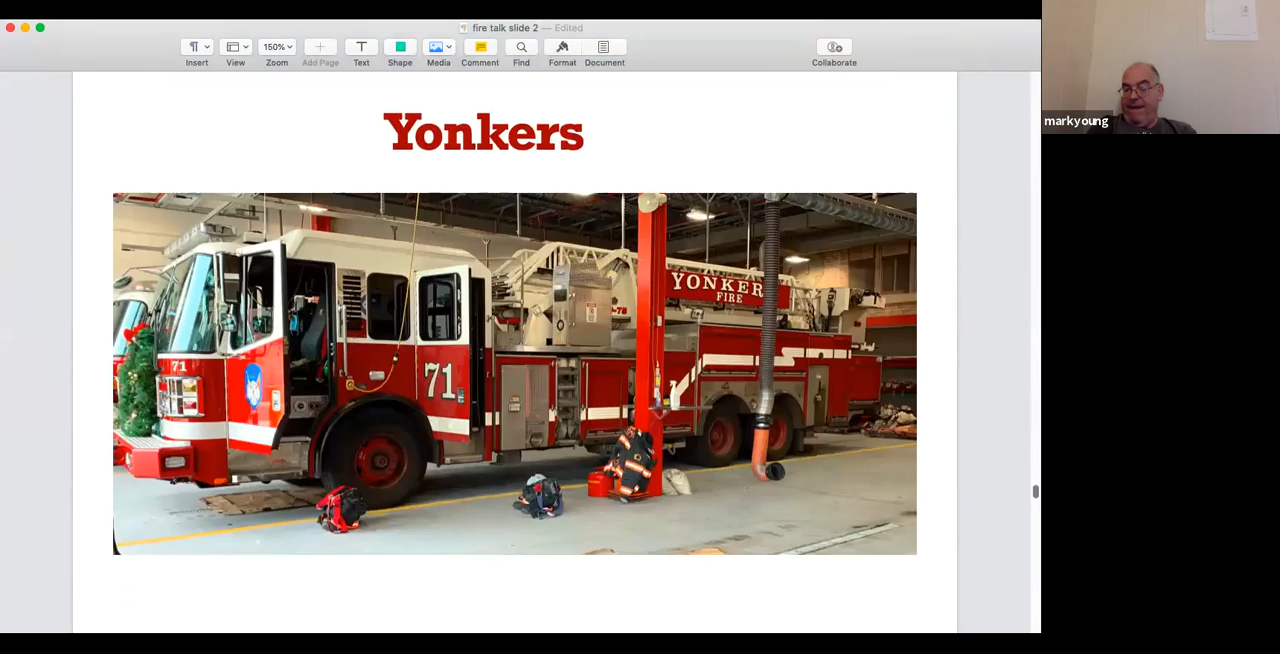 fire talk slide 2 — Edited
150%
Insert View Zoom Add Page Text Shape Media Comment Find Format Document Collaborate
markyoung
Yonkers
YONKER
FIRE
71
71